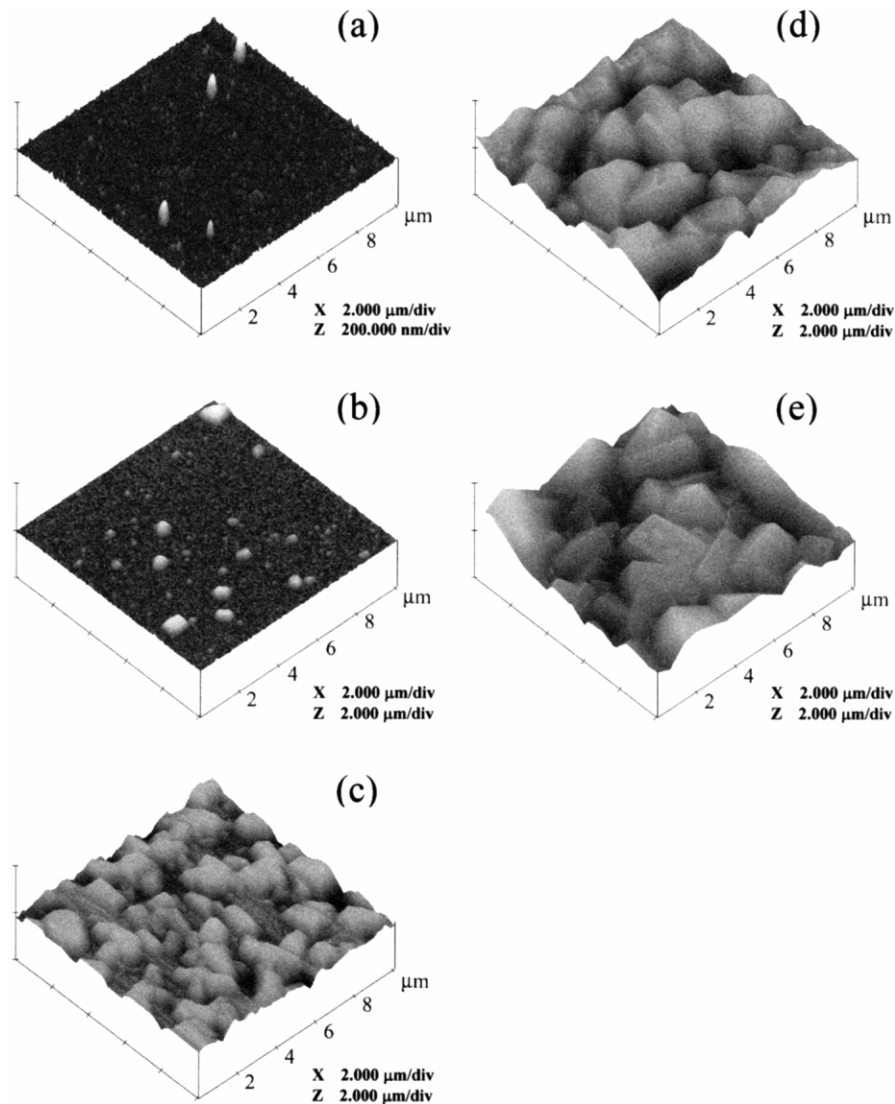 (a)
μm
8
6
4
2
X 2.000 μm/div
Z 200.000 nm/div
(d)
μm
8
6
4
2
X 2.000 μm/div
Z 2.000 μm/div
(b)
μm
8
6
4
2
X 2.000 μm/div
Z 2.000 μm/div
(e)
μm
8
6
4
2
X 2.000 μm/div
Z 2.000 μm/div
(c)
μm
8
6
4
2
X 2.000 μm/div
Z 2.000 μm/div